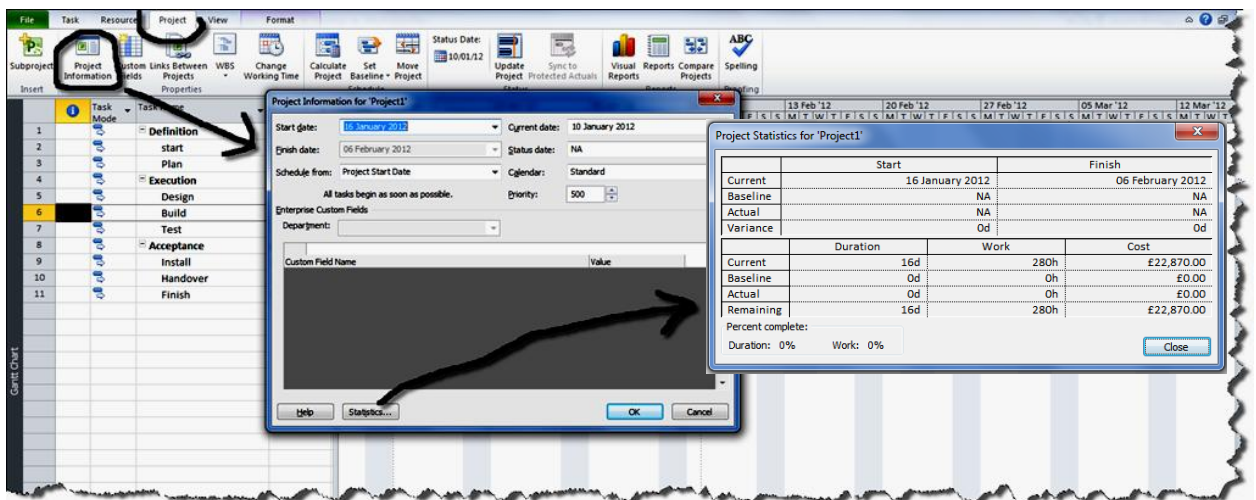 File Task Resource Project View Format
Status Date:
10/01/12
ABC
Subproject Project Information Custom Fields Links Between Projects WBS Change Working Time Calculate Project Set Baseline Move Project Update Project Sync to Protected Actuals Visual Reports Reports Compare Projects Spelling
Insert Properties Schedule Status Reports Proofing
Task Mode Task Name
13 Feb '12 20 Feb '12 27 Feb '12 05 Mar '12 12 Mar '12
F S S M T W T F S S M T W T F S S M T W T F S S M T W T F S S M T W T
1 Definition
2 start
3 Plan
4 Execution
5 Design
6 Build
7 Test
8 Acceptance
9 Install
10 Handover
11 Finish
Gantt Chart
Project Information for 'Project1'
Start date: 16 January 2012 Current date: 10 January 2012
Finish date: 06 February 2012 Status date: NA
Schedule from: Project Start Date Calendar: Standard
All tasks begin as soon as possible. Priority: 500
Enterprise Custom Fields
Department:
Custom Field Name Value
Help Statistics... OK Cancel
Project Statistics for 'Project1'
Start Finish
Current 16 January 2012 06 February 2012
Baseline NA NA
Actual NA NA
Variance 0d 0d
Duration Work Cost
Current 16d 280h £22,870.00
Baseline 0d 0h £0.00
Actual 0d 0h £0.00
Remaining 16d 280h £22,870.00
Percent complete:
Duration: 0% Work: 0%
Close